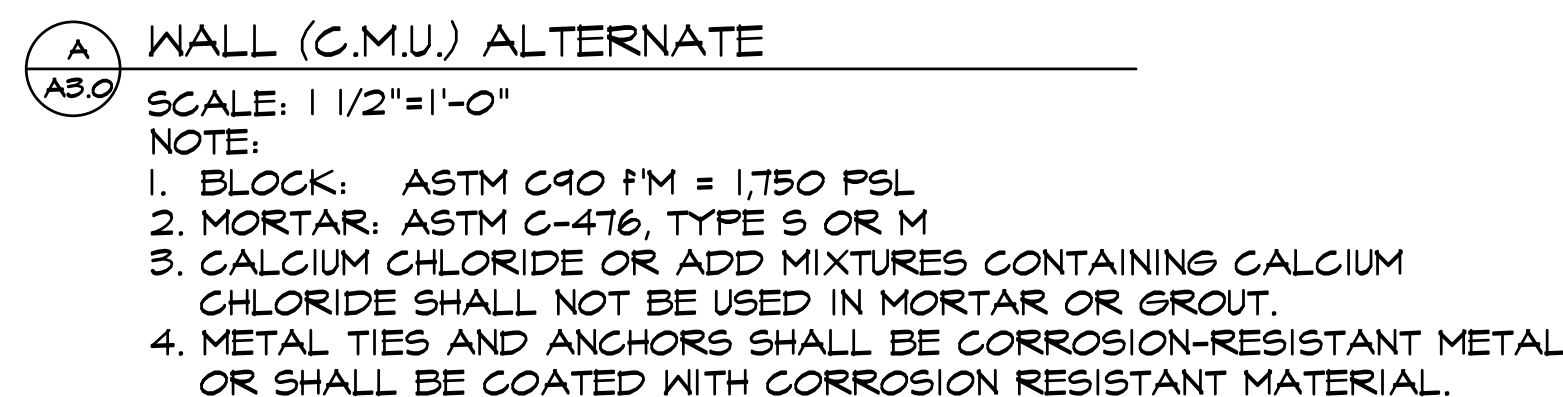 A
A3.0
WALL (C.M.U.) ALTERNATE
SCALE: 1 1/2"=1'-0"
NOTE:
1. BLOCK: ASTM C90 f'M = 1,750 PSL
2. MORTAR: ASTM C-476, TYPE S OR M
3. CALCIUM CHLORIDE OR ADD MIXTURES CONTAINING CALCIUM
CHLORIDE SHALL NOT BE USED IN MORTAR OR GROUT.
4. METAL TIES AND ANCHORS SHALL BE CORROSION-RESISTANT METAL
OR SHALL BE COATED WITH CORROSION RESISTANT MATERIAL.